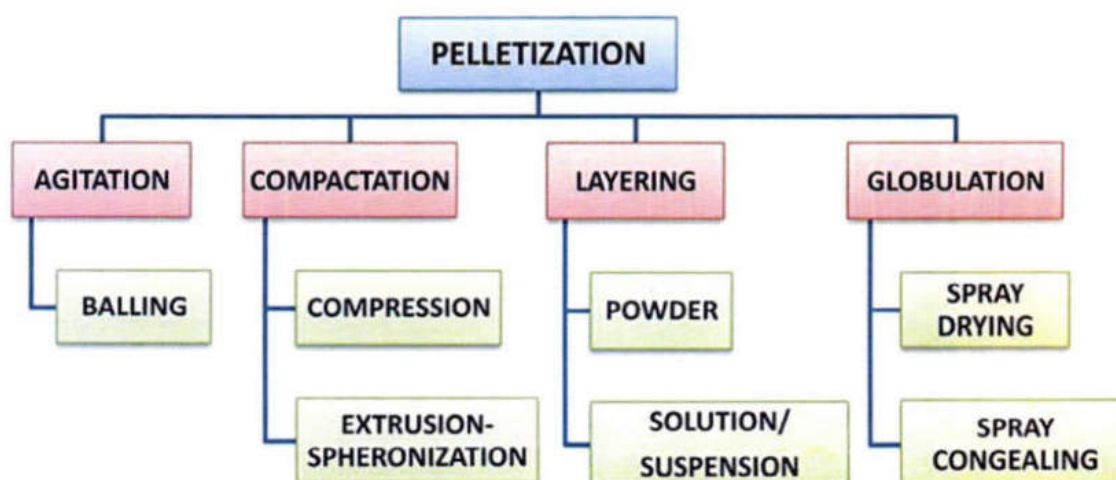 PELLETIZATION
AGITATION
COMPACTATION
LAYERING
GLOBULATION
BALLING
COMPRESSION
POWDER
SPRAY
DRYING
EXTRUSION-
SPHERONIZATION
SOLUTION/
SUSPENSION
SPRAY
CONGEALING